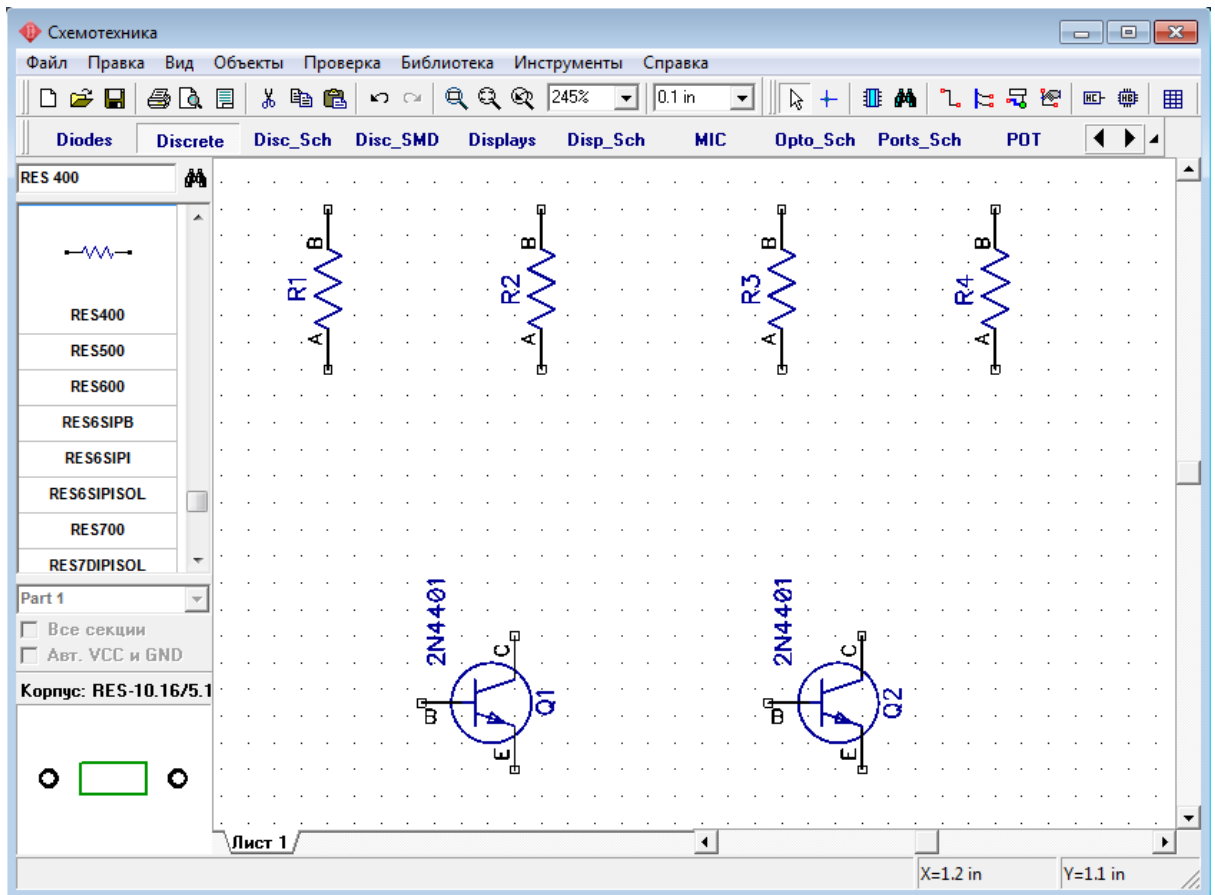 Схемотехника
Файл Правка Вид Объекты Проверка Библиотека Инструменты Справка
245% 0.1 in
Diodes Discrete Disc_Sch Disc_SMD Displays Disp_Sch MIC Opto_Sch Ports_Sch POT
RES 400
RES400
RES500
RES600
RES6SIPB
RES6SIPI
RES6SIPISOL
RES700
RES7DIPISOL
Part 1
Все секции
Авт. VCC и GND
Корпус: RES-10.16/5.1
B B B B
R1 R2 R3 R4
A A A A
2N4401 2N4401
C C
B Q1 B Q2
E E
Лист 1
X=1.2 in Y=1.1 in